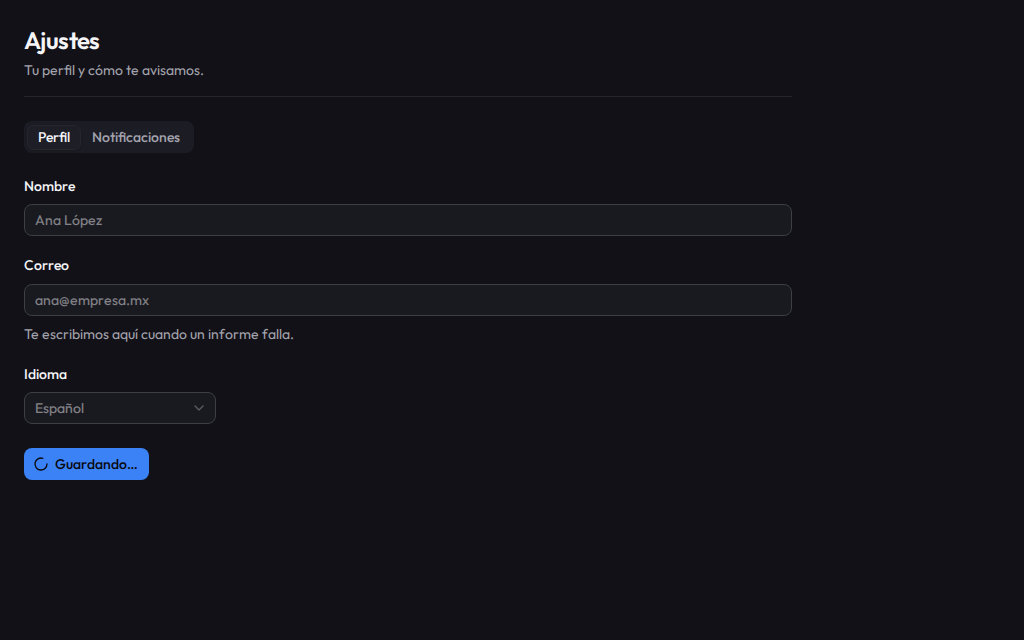 Ajustes
Tu perfil y cómo te avisamos.
Perfil
Notificaciones
Nombre
Ana López
Correo
ana@empresa.mx
Te escribimos aquí cuando un informe falla.
Idioma
Español
Guardando…